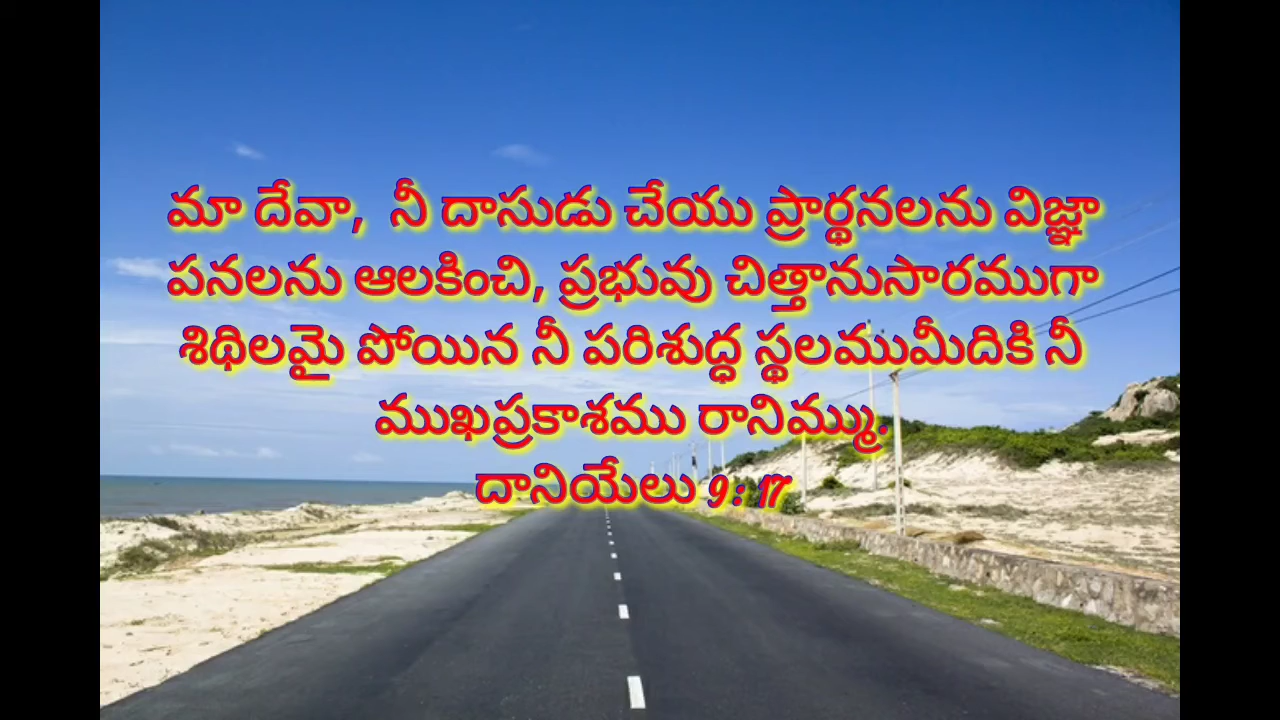 మా దేవా, నీ దాసుడు చేయు ప్రార్థనలను విజ్ఞా
పనలను ఆలకించి, ప్రభువు చిత్తానుసారముగా
శిథిలమై పోయిన నీ పరిశుద్ధ స్థలముమీదికి నీ
ముఖప్రకాశము రానిమ్ము.
దానియేలు 9 : 17